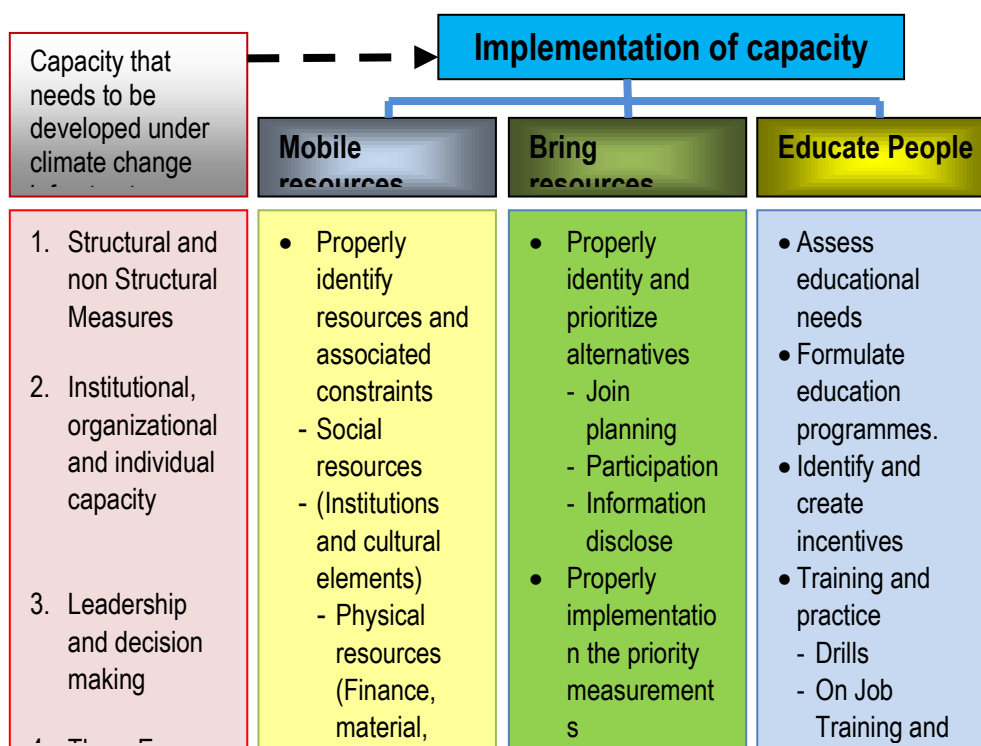 Capacity that
needs to be
developed under
climate change
Implementation of capacity
Mobile
resources
Bring
resources
Educate People
1. Structural and
non Structural
Measures
2. Institutional,
organizational
and individual
capacity
3. Leadership
and decision
making
• Properly
identify
resources and
associated
constraints
- Social
resources
- (Institutions
and cultural
elements)
- Physical
resources
(Finance,
material,
• Properly
identity and
prioritize
alternatives
- Join
planning
- Participation
- Information
disclose
• Properly
implementatio
n the priority
measurement
s
• Assess
educational
needs
• Formulate
education
programmes.
• Identify and
create
incentives
• Training and
practice
- Drills
- On Job
Training and